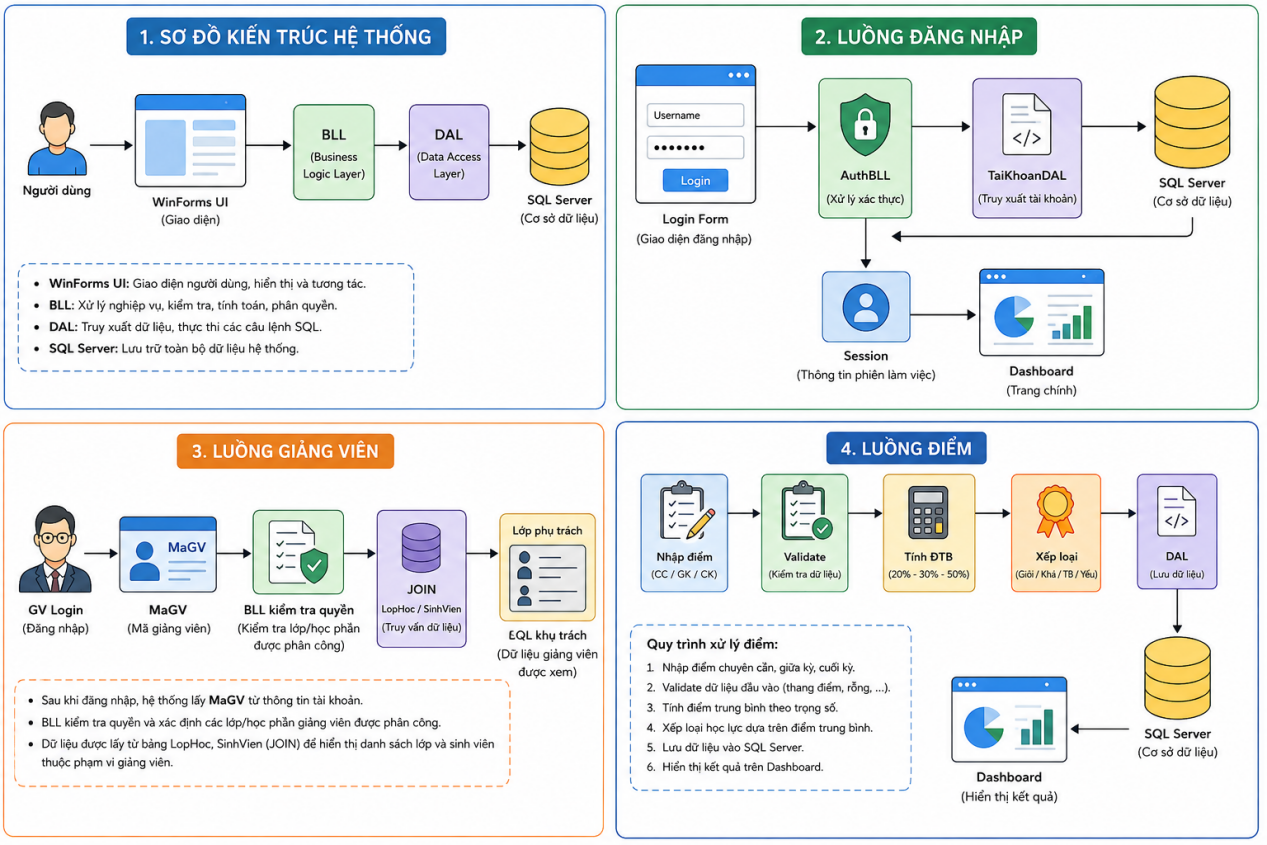 1. SƠ ĐỒ KIẾN TRÚC HỆ THỐNG
Người dùng
WinForms UI
(Giao diện)
BLL
(Business
Logic Layer)
DAL
(Data Access
Layer)
SQL Server
(Cơ sở dữ liệu)
• WinForms UI: Giao diện người dùng, hiển thị và tương tác.
• BLL: Xử lý nghiệp vụ, kiểm tra, tính toán, phân quyền.
• DAL: Truy xuất dữ liệu, thực thi các câu lệnh SQL.
• SQL Server: Lưu trữ toàn bộ dữ liệu hệ thống.
2. LUỒNG ĐĂNG NHẬP
Username
•••••••
Login
Login Form
(Giao diện đăng nhập)
AuthBLL
(Xử lý xác thực)
</>
TaiKhoanDAL
(Truy xuất tài khoản)
SQL Server
(Cơ sở dữ liệu)
Session
(Thông tin phiên làm việc)
Dashboard
(Trang chính)
3. LUỒNG GIẢNG VIÊN
GV Login
(Đăng nhập)
MaGV
MaGV
(Mã giảng viên)
BLL kiểm tra quyền
(Kiểm tra lớp/học phần
được phân công)
JOIN
LopHoc / SinhVien
(Truy vấn dữ liệu)
Lớp phụ trách
EQL khụ trách
(Dữ liệu giảng viên
được xem)
• Sau khi đăng nhập, hệ thống lấy MaGV từ thông tin tài khoản.
• BLL kiểm tra quyền và xác định các lớp/học phần giảng viên được phân công.
• Dữ liệu được lấy từ bảng LopHoc, SinhVien (JOIN) để hiển thị danh sách lớp và sinh viên
thuộc phạm vi giảng viên.
4. LUỒNG ĐIỂM
Nhập điểm
(CC / GK / CK)
Validate
(Kiểm tra dữ liệu)
Tính ĐTB
(20% - 30% - 50%)
Xếp loại
(Giỏi / Khá / TB / Yếu)
</>
DAL
(Lưu dữ liệu)
Quy trình xử lý điểm:
1. Nhập điểm chuyên cần, giữa kỳ, cuối kỳ.
2. Validate dữ liệu đầu vào (thang điểm, rỗng, ...).
3. Tính điểm trung bình theo trọng số.
4. Xếp loại học lực dựa trên điểm trung bình.
5. Lưu dữ liệu vào SQL Server.
6. Hiển thị kết quả trên Dashboard.
SQL Server
(Cơ sở dữ liệu)
Dashboard
(Hiển thị kết quả)